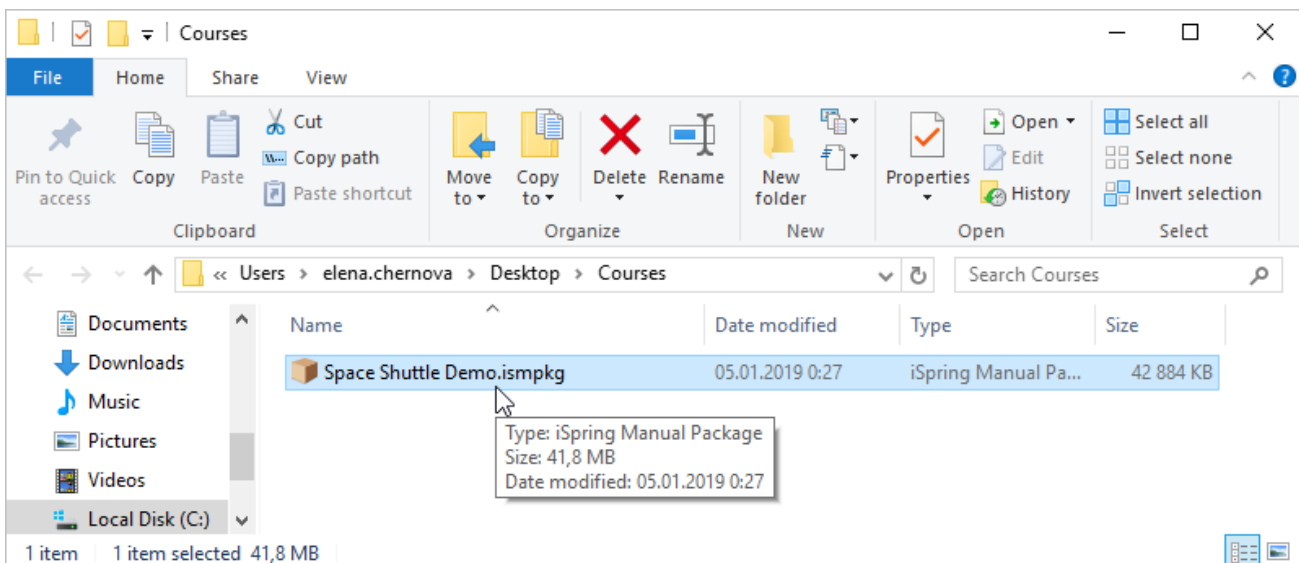 Courses
File Home Share View
Pin to Quick access
Copy
Paste
Cut
Copy path
Paste shortcut
Clipboard
Move to
Copy to
Delete
Rename
Organize
New folder
New
Properties
Open
Edit
History
Open
Select all
Select none
Invert selection
Select
« Users › elena.chernova › Desktop › Courses
Search Courses
Documents
Downloads
Music
Pictures
Videos
Local Disk (C:)
Name Date modified Type Size
Space Shuttle Demo.ismpkg 05.01.2019 0:27 iSpring Manual Pa... 42 884 KB
Type: iSpring Manual Package
Size: 41,8 MB
Date modified: 05.01.2019 0:27
1 item 1 item selected 41,8 MB